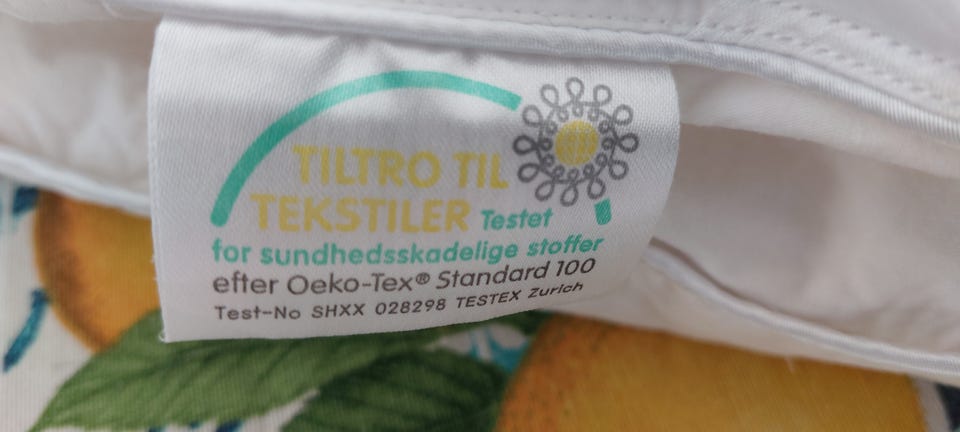 TILTRO TIL
TEKSTILER Testet
for sundhedsskadelige stoffer
efter Oeko-Tex® Standard 100
Test-No SHXX 028298 TESTEX Zurich